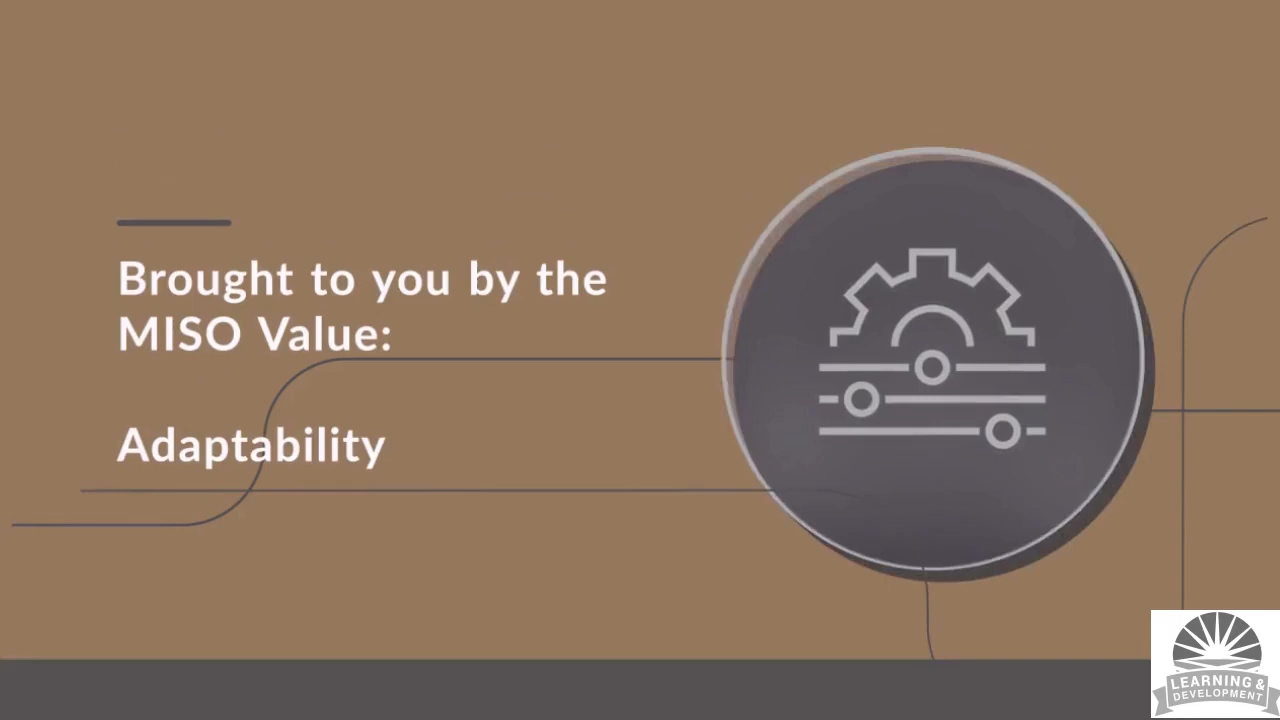 Brought to you by the
MISO Value:
Adaptability
LEARNING &
DEVELOPMENT